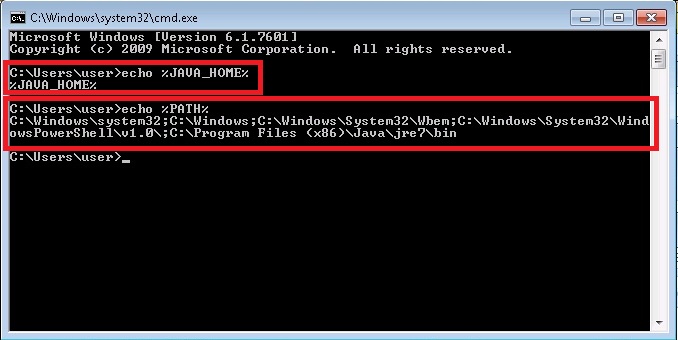 C:\Windows\system32\cmd.exe
Microsoft Windows [Version 6.1.7601]
Copyright (c) 2009 Microsoft Corporation.  All rights reserved.
C:\Users\user>echo %JAVA_HOME%
%JAVA_HOME%
C:\Users\user>echo %PATH%
C:\Windows\system32;C:\Windows;C:\Windows\System32\Wbem;C:\Windows\System32\Wind
owsPowerShell\v1.0\;C:\Program Files (x86)\Java\jre7\bin
C:\Users\user>_